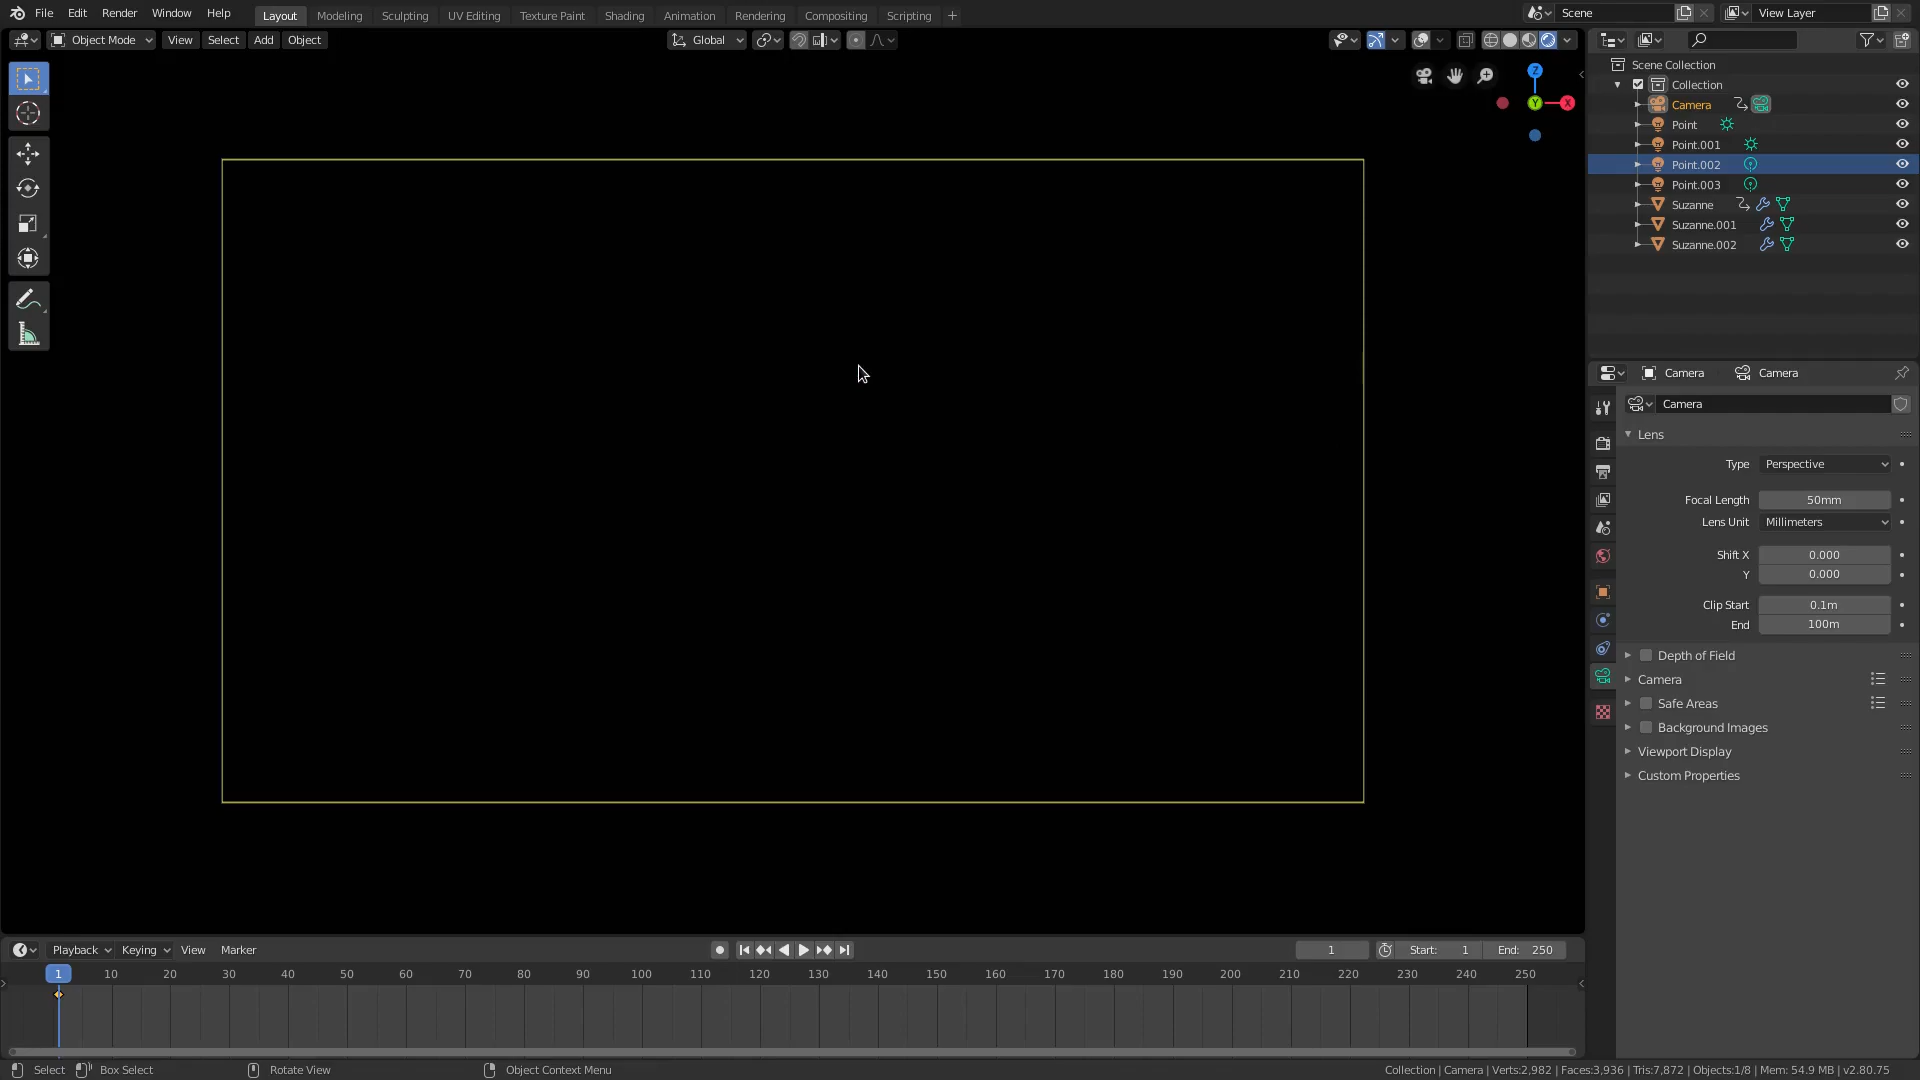 File Edit Render Window Help Layout Modeling Sculpting UV Editing Texture Paint Shading Animation Rendering Compositing Scripting + Scene View Layer
Object Mode View Select Add Object Global
Z
Y X
Scene Collection
Collection
Camera
Point
Point.001
Point.002
Point.003
Suzanne
Suzanne.001
Suzanne.002
Camera Camera
Camera
Lens
Type Perspective
Focal Length 50mm
Lens Unit Millimeters
Shift X 0.000
Y 0.000
Clip Start 0.1m
End 100m
Depth of Field
Camera
Safe Areas
Background Images
Viewport Display
Custom Properties
Playback Keying View Marker 1 Start: 1 End: 250
1 10 20 30 40 50 60 70 80 90 100 110 120 130 140 150 160 170 180 190 200 210 220 230 240 250
Select Box Select Rotate View Object Context Menu Collection | Camera | Verts:2,982 | Faces:3,936 | Tris:7,872 | Objects:1/8 | Mem: 54.9 MB | v2.80.75